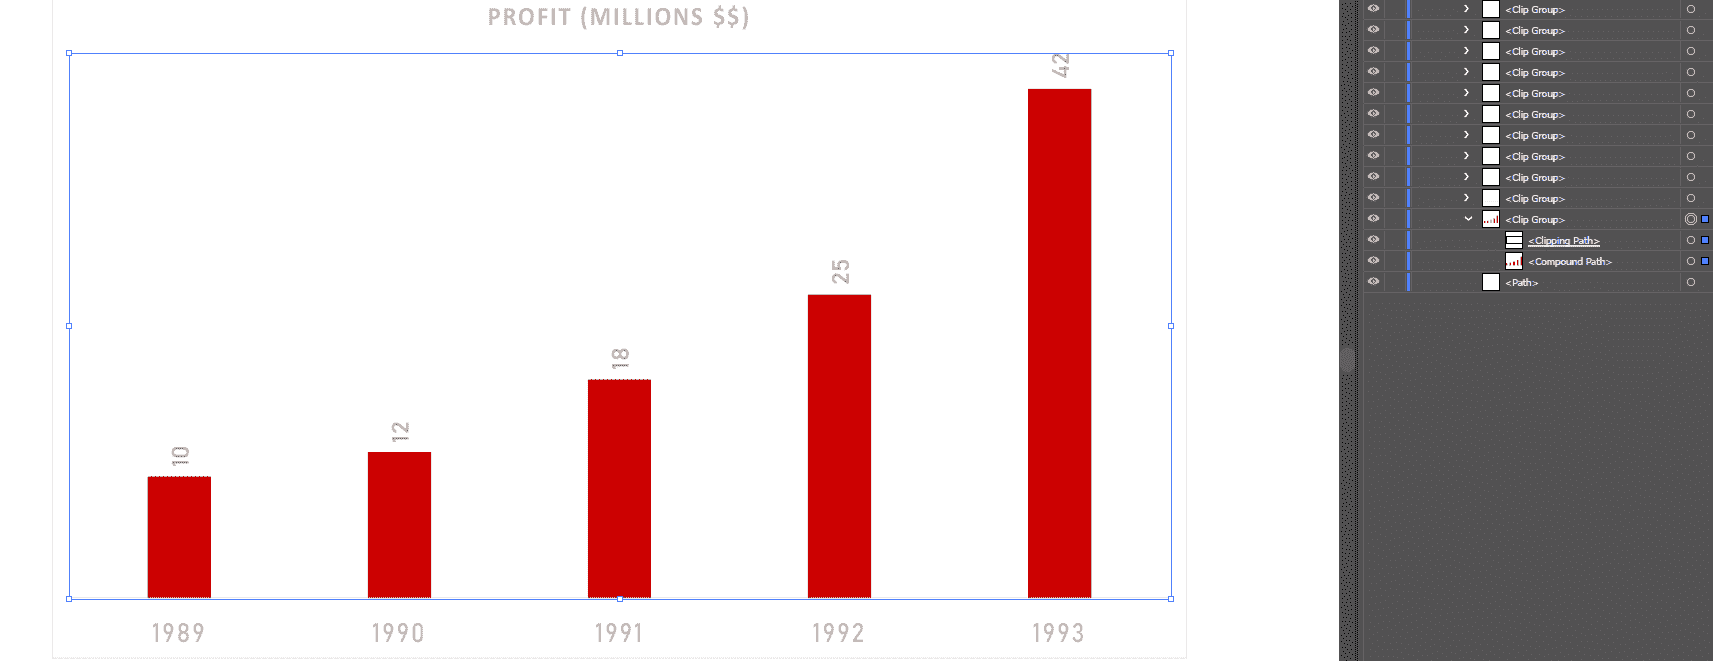 PROFIT (MILLIONS $$)
42
25
18
12
10
1989 1990 1991 1992 1993
<Clip Group>
<Clip Group>
<Clip Group>
<Clip Group>
<Clip Group>
<Clip Group>
<Clip Group>
<Clip Group>
<Clip Group>
<Clip Group>
<Clip Group>
<Clipping Path>
<Compound Path>
<Path>